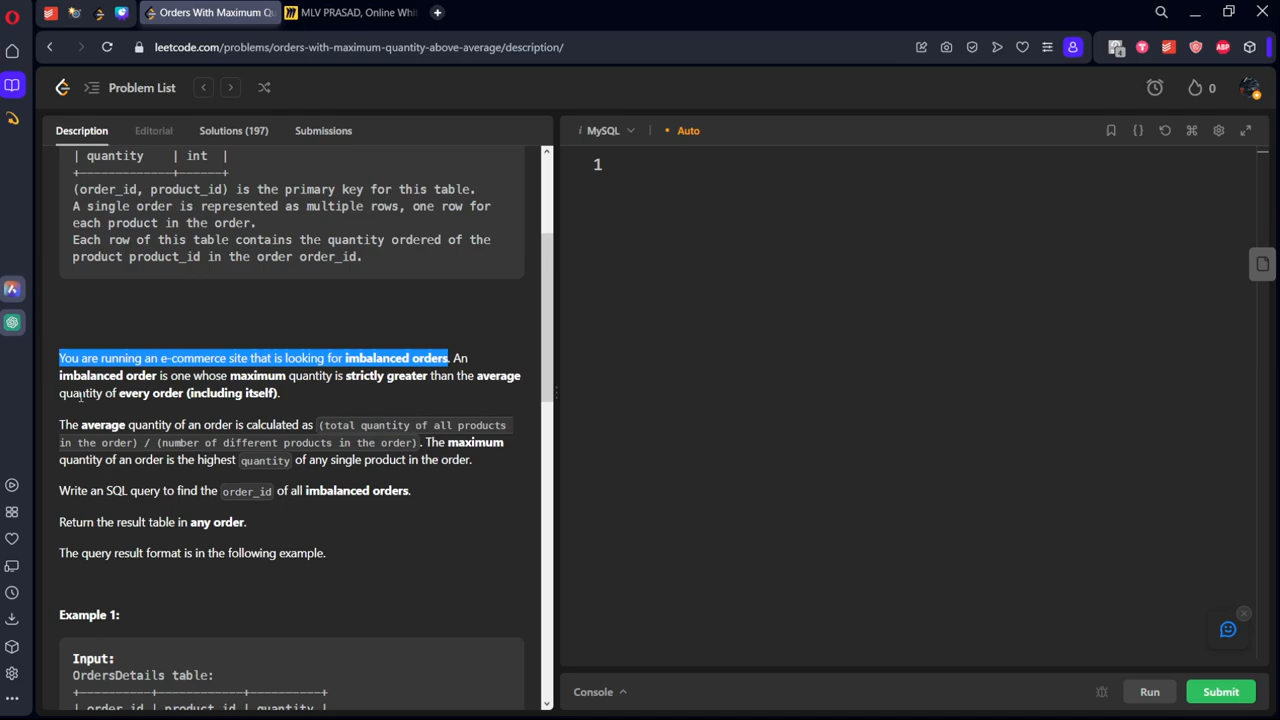 Orders With Maximum Qu
MLV PRASAD, Online Whit
leetcode.com/problems/orders-with-maximum-quantity-above-average/description/
Problem List
0
Description
Editorial
Solutions (197)
Submissions
i MySQL
• Auto
1
| quantity    | int  |
+-------------+------+
(order_id, product_id) is the primary key for this table.
A single order is represented as multiple rows, one row for
each product in the order.
Each row of this table contains the quantity ordered of the
product product_id in the order order_id.
You are running an e-commerce site that is looking for imbalanced orders. An
imbalanced order is one whose maximum quantity is strictly greater than the average
quantity of every order (including itself).
The average quantity of an order is calculated as (total quantity of all products
in the order) / (number of different products in the order). The maximum
quantity of an order is the highest quantity of any single product in the order.
Write an SQL query to find the order_id of all imbalanced orders.
Return the result table in any order.
The query result format is in the following example.
Example 1:
Input:
OrdersDetails table:
+----------+------------+----------+
| order_id | product_id | quantity |
Console
Run
Submit